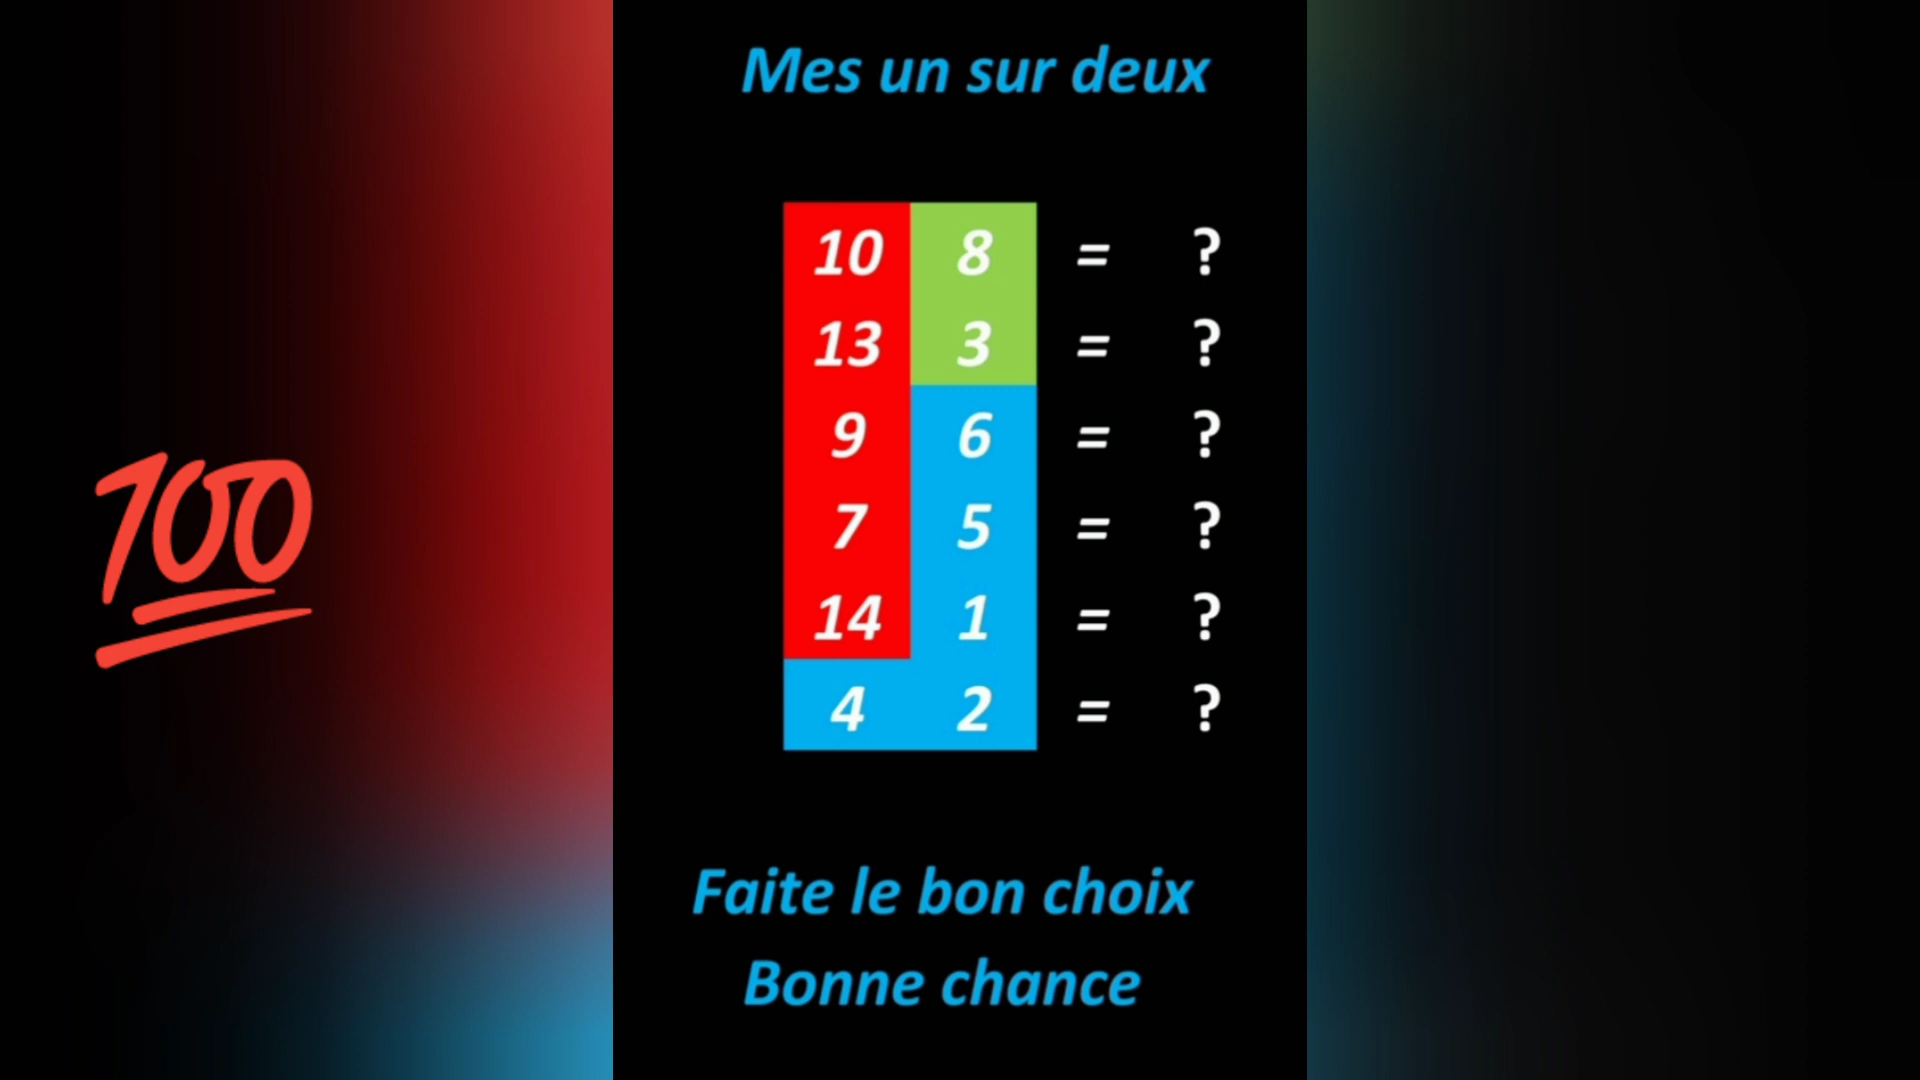 Mes un sur deux
10 8 = ?
13 3 = ?
9 6 = ?
7 5 = ?
14 1 = ?
4 2 = ?
100
Faite le bon choix
Bonne chance